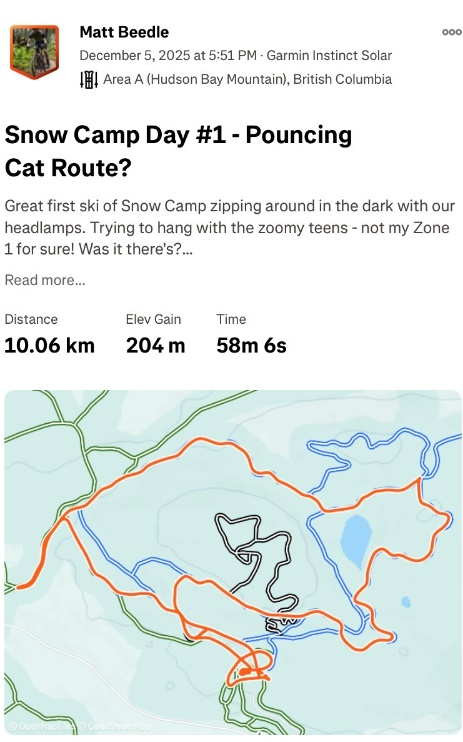 Matt Beedle
December 5, 2025 at 5:51 PM · Garmin Instinct Solar
Area A (Hudson Bay Mountain), British Columbia
Snow Camp Day #1 - Pouncing
Cat Route?
Great first ski of Snow Camp zipping around in the dark with our
headlamps. Trying to hang with the zoomy teens - not my Zone
1 for sure! Was it there's?...
Read more...
Distance Elev Gain Time
10.06 km 204 m 58m 6s
© OpenMapTiles © OpenStreetMap